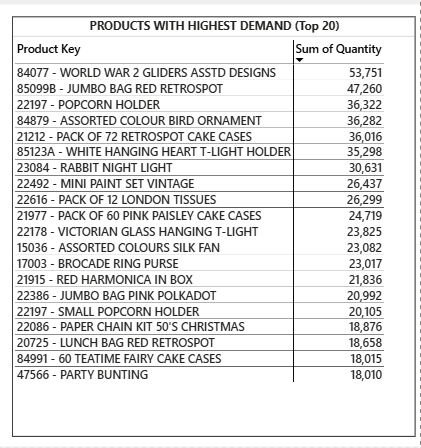 PRODUCTS WITH HIGHEST DEMAND (Top 20)
Product Key Sum of Quantity
84077 - WORLD WAR 2 GLIDERS ASSTD DESIGNS 53,751
85099B - JUMBO BAG RED RETROSPOT 47,260
22197 - POPCORN HOLDER 36,322
84879 - ASSORTED COLOUR BIRD ORNAMENT 36,282
21212 - PACK OF 72 RETROSPOT CAKE CASES 36,016
85123A - WHITE HANGING HEART T-LIGHT HOLDER 35,298
23084 - RABBIT NIGHT LIGHT 30,631
22492 - MINI PAINT SET VINTAGE 26,437
22616 - PACK OF 12 LONDON TISSUES 26,299
21977 - PACK OF 60 PINK PAISLEY CAKE CASES 24,719
22178 - VICTORIAN GLASS HANGING T-LIGHT 23,825
15036 - ASSORTED COLOURS SILK FAN 23,082
17003 - BROCADE RING PURSE 23,017
21915 - RED HARMONICA IN BOX 21,836
22386 - JUMBO BAG PINK POLKADOT 20,992
22197 - SMALL POPCORN HOLDER 20,105
22086 - PAPER CHAIN KIT 50'S CHRISTMAS 18,876
20725 - LUNCH BAG RED RETROSPOT 18,658
84991 - 60 TEATIME FAIRY CAKE CASES 18,015
47566 - PARTY BUNTING 18,010